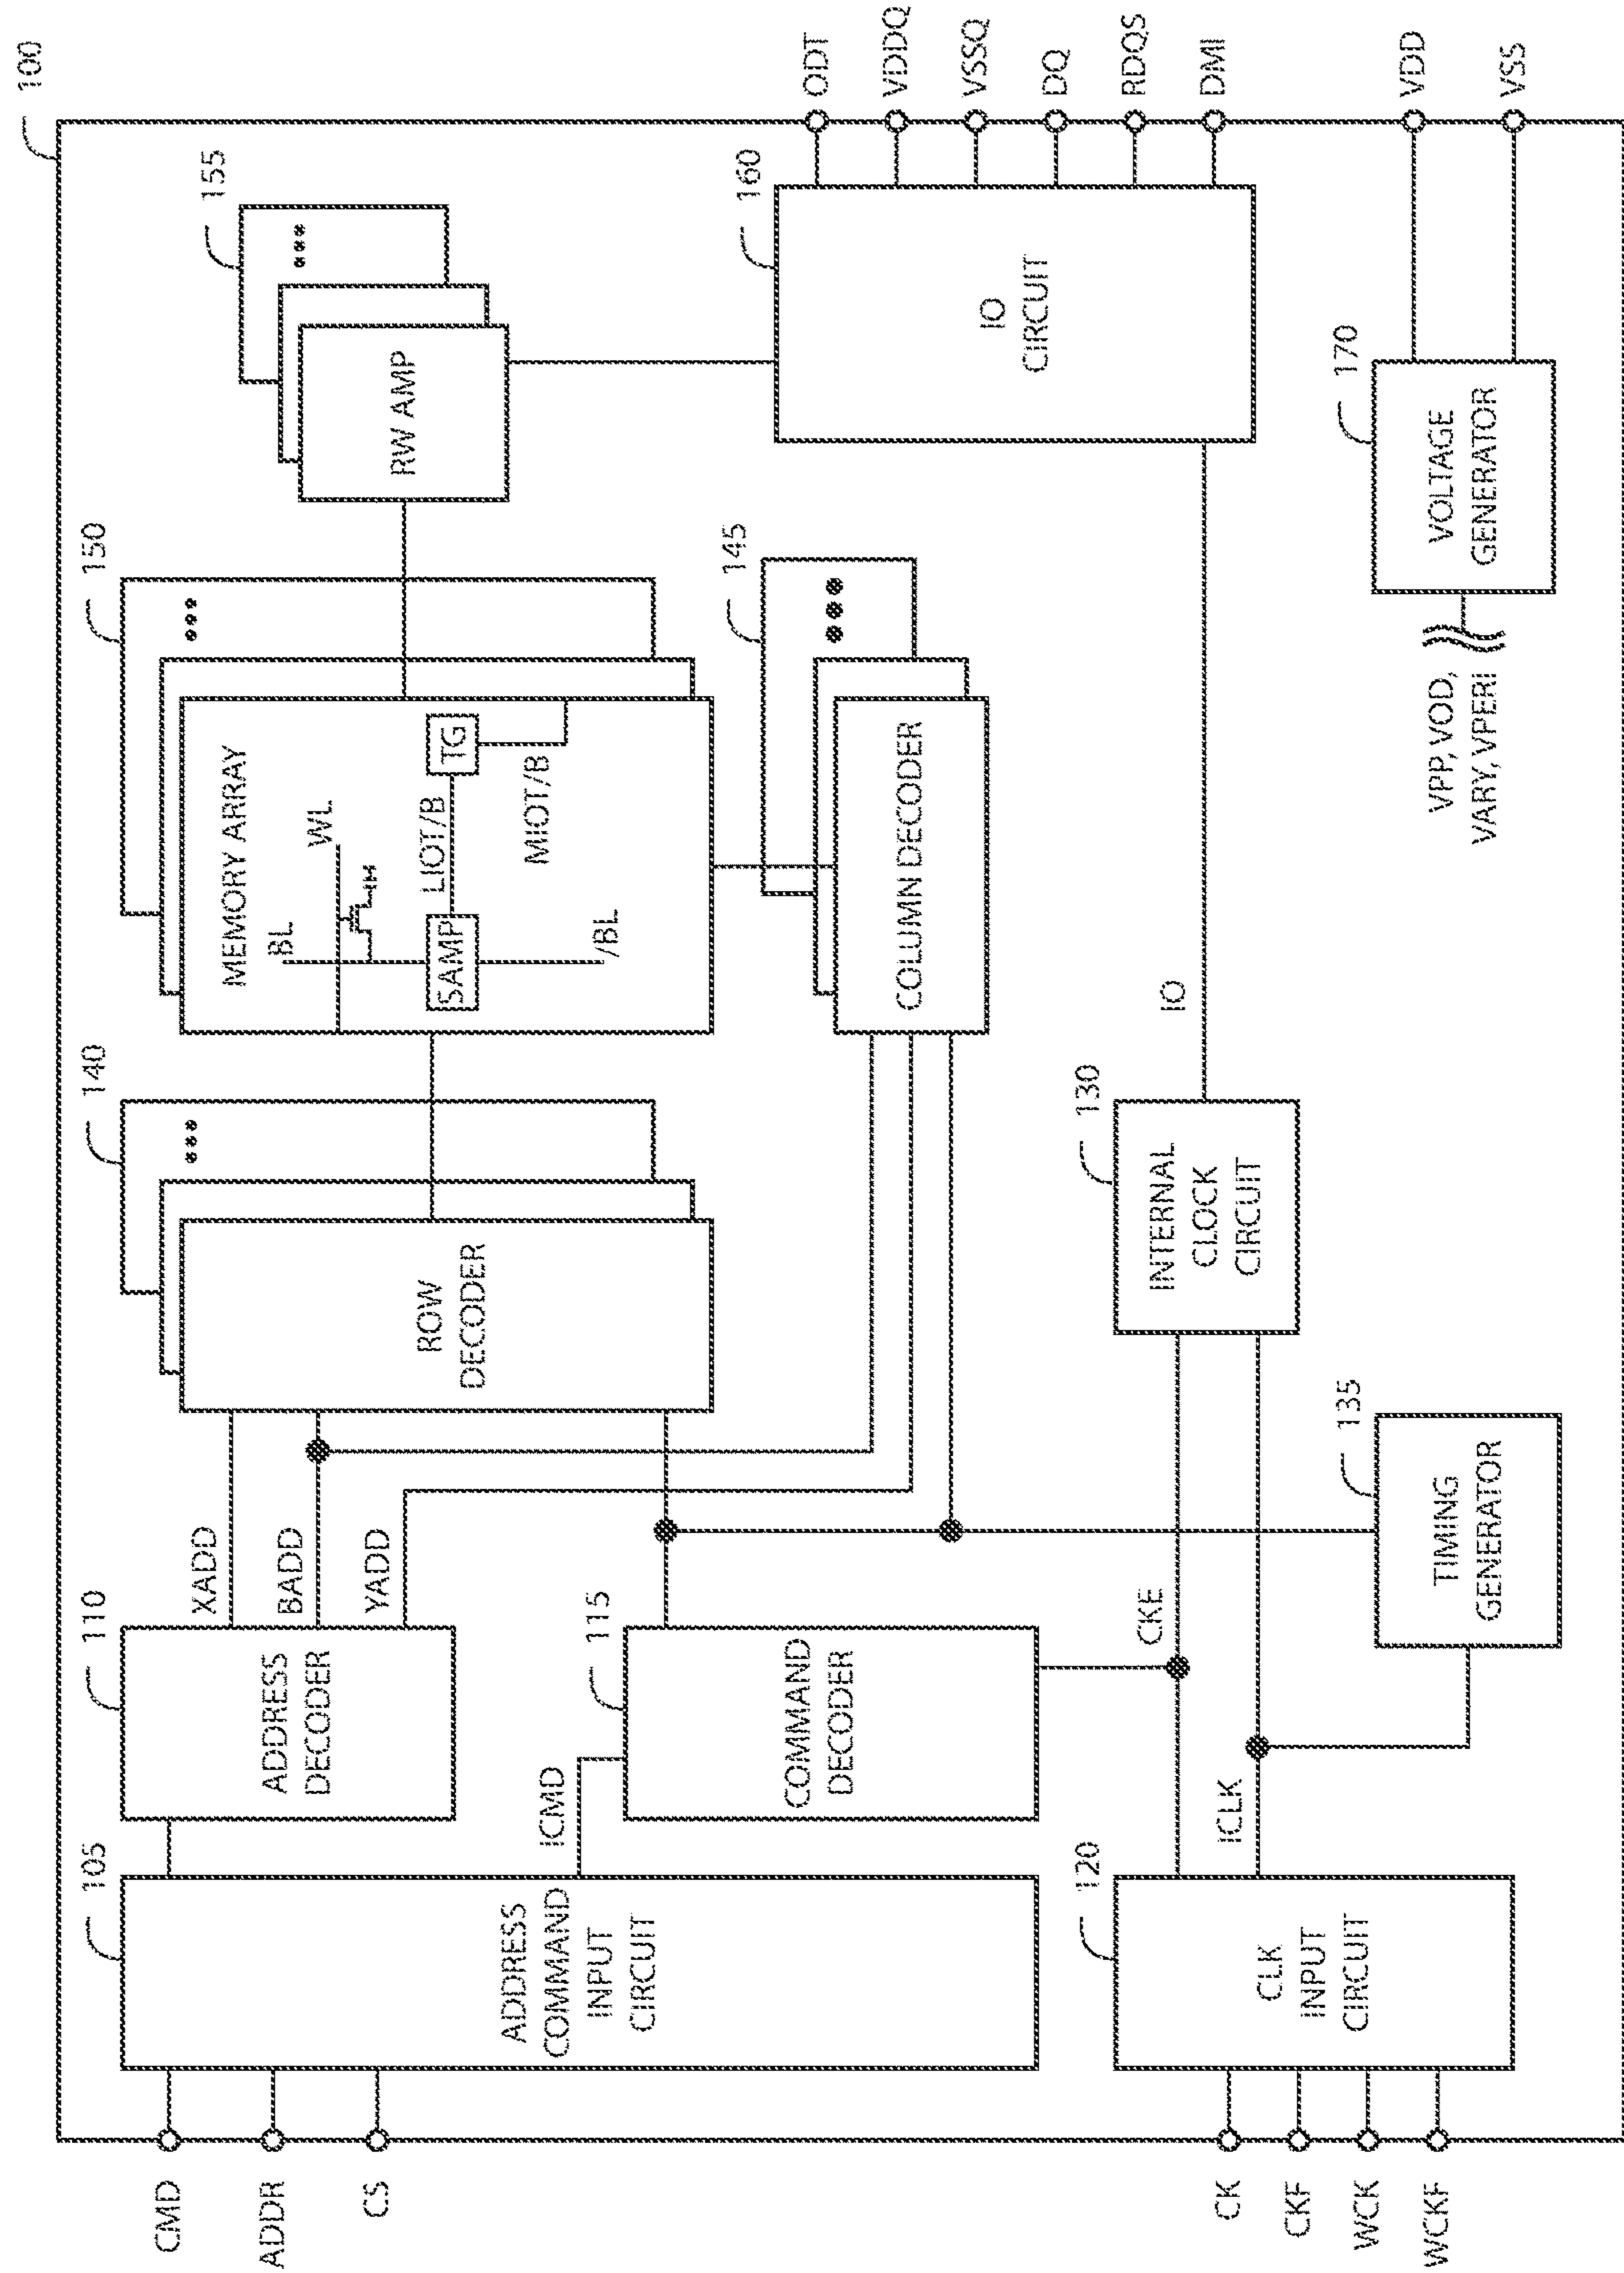 100
CMD
ADDR
CS
CK
CKF
WCK
WCKF
105
ADDRESS
COMMAND
INPUT
CIRCUIT
110
ADDRESS
DECODER
XADD
BADD
YADD
ICMD
115
COMMAND
DECODER
120
CLK
INPUT
CIRCUIT
CKE
ICLK
140
ROW
DECODER
130
INTERNAL
CLOCK
CIRCUIT
135
TIMING
GENERATOR
150
MEMORY ARRAY
BL
WL
SAMP
LIOT/B
TG
/BL
MIOT/B
145
COLUMN DECODER
IO
155
RW AMP
160
IO
CIRCUIT
170
VOLTAGE
GENERATOR
VPP, VOD,
VARY, VPERI
ODT
VDDQ
VSSQ
DQ
RDQS
DMI
VDD
VSS